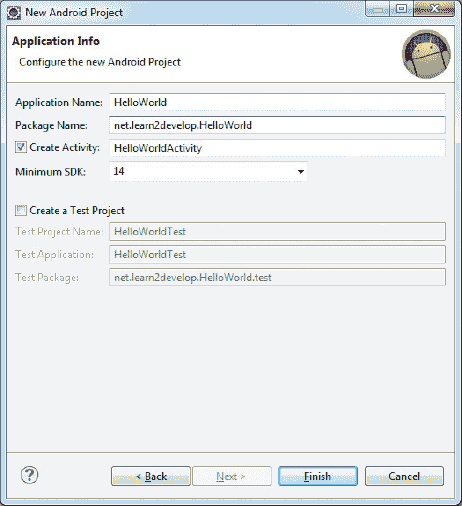 New Android Project
Application Info
Configure the new Android Project
Application Name: HelloWorld
Package Name: net.learn2develop.HelloWorld
Create Activity: HelloWorldActivity
Minimum SDK: 14
Create a Test Project
Test Project Name: HelloWorldTest
Test Application: HelloWorldTest
Test Package: net.learn2develop.HelloWorld.test
? < Back Next > Finish Cancel